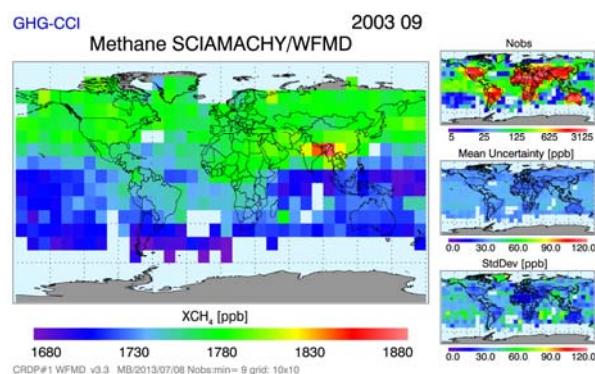 GHG-CCI
2003 09
Methane SCIAMACHY/WFMD
XCH4 [ppb]
1680 1730 1780 1830 1880
CRDP#1 WFMD v3.3 MB/2013/07/08 Nobs:min= 9 grid: 10x10
Nobs
5 25 125 625 3125
Mean Uncertainty [ppb]
0.0 30.0 60.0 90.0 120.0
StdDev [ppb]
0.0 30.0 60.0 90.0 120.0